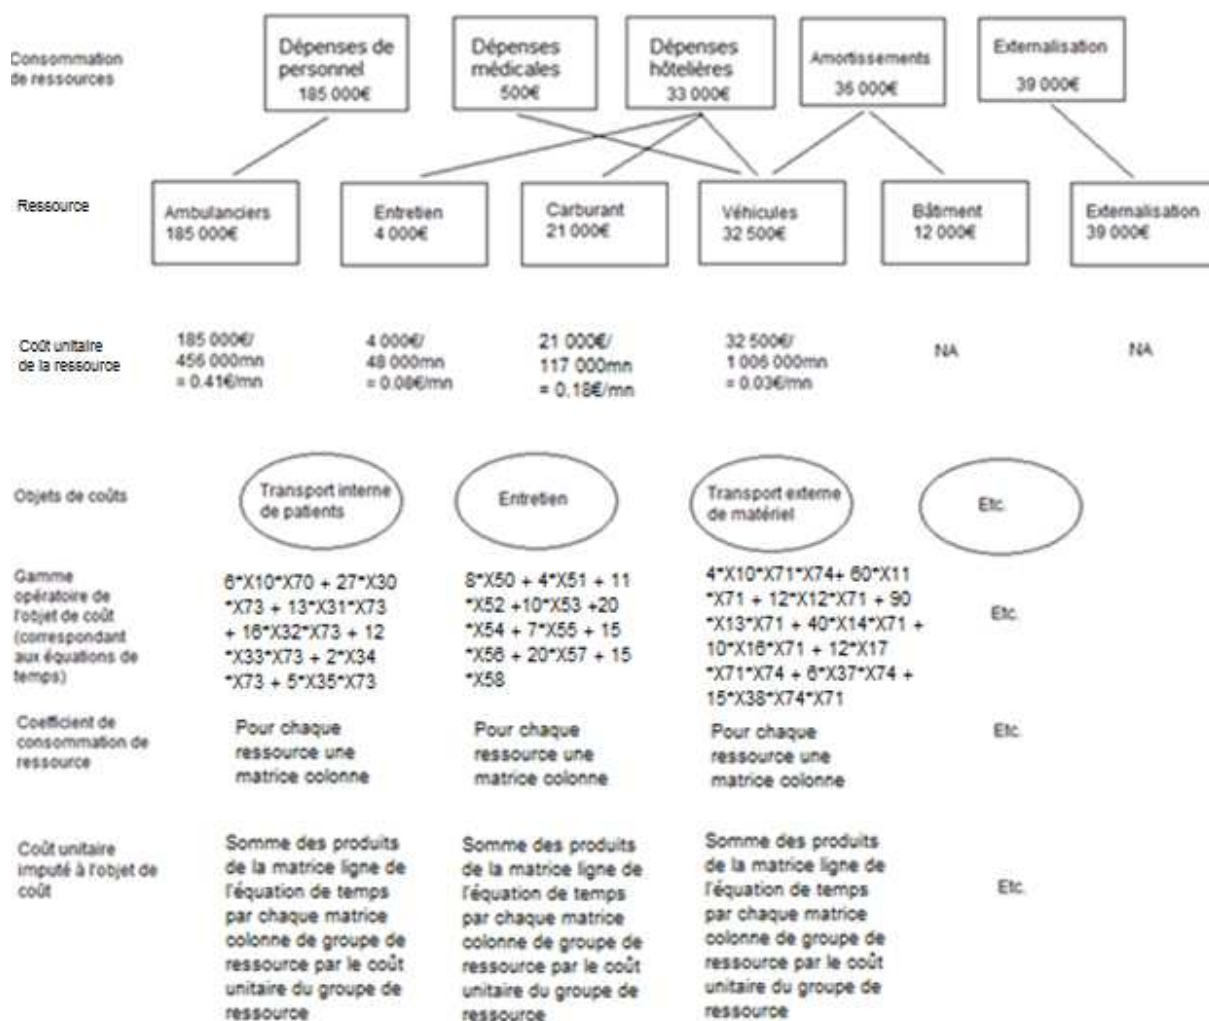 Consommation
de ressources
Dépenses de
personnel
185 000€
Dépenses
médicales
500€
Dépenses
hôtelières
33 000€
Amortissements
36 000€
Externalisation
39 000€
Ressource
Ambulanciers
185 000€
Entretien
4 000€
Carburant
21 000€
Véhicules
32 500€
Bâtiment
12 000€
Externalisation
39 000€
Coût unitaire
de la ressource
185 000€/
456 000mn
= 0.41€/mn
4 000€/
48 000mn
= 0.08€/mn
21 000€/
117 000mn
= 0.18€/mn
32 500€/
1 006 000mn
= 0.03€/mn
NA
NA
Objets de coûts
Transport interne
de patients
Entretien
Transport externe
de matériel
Etc.
Gamme
opératoire de
l'objet de coût
(correspondant
aux équations de
temps)
6*X10*X70 + 27*X30
*X73 + 13*X31*X73
+ 16*X32*X73 + 12
*X33*X73 + 2*X34
*X73 + 5*X35*X73
8*X50 + 4*X51 + 11
*X52 +10*X53 +20
*X54 + 7*X55 + 15
*X56 + 20*X57 + 15
*X58
4*X10*X71*X74+ 60*X11
*X71 + 12*X12*X71 + 90
*X13*X71 + 40*X14*X71 +
10*X16*X71 + 12*X17
*X71*X74 + 6*X37*X74 +
15*X38*X74*X71
Etc.
Coefficient de
consommation de
ressource
Pour chaque
ressource une
matrice colonne
Pour chaque
ressource une
matrice colonne
Pour chaque
ressource une
matrice colonne
Etc.
Coût unitaire
imputé à l'objet de
coût
Somme des produits
de la matrice ligne de
l'équation de temps
par chaque matrice
colonne de groupe de
ressource par le coût
unitaire du groupe de
ressource
Somme des produits
de la matrice ligne de
l'équation de temps
par chaque matrice
colonne de groupe de
ressource par le coût
unitaire du groupe de
ressource
Somme des produits
de la matrice ligne de
l'équation de temps
par chaque matrice
colonne de groupe de
ressource par le coût
unitaire du groupe de
ressource
Etc.